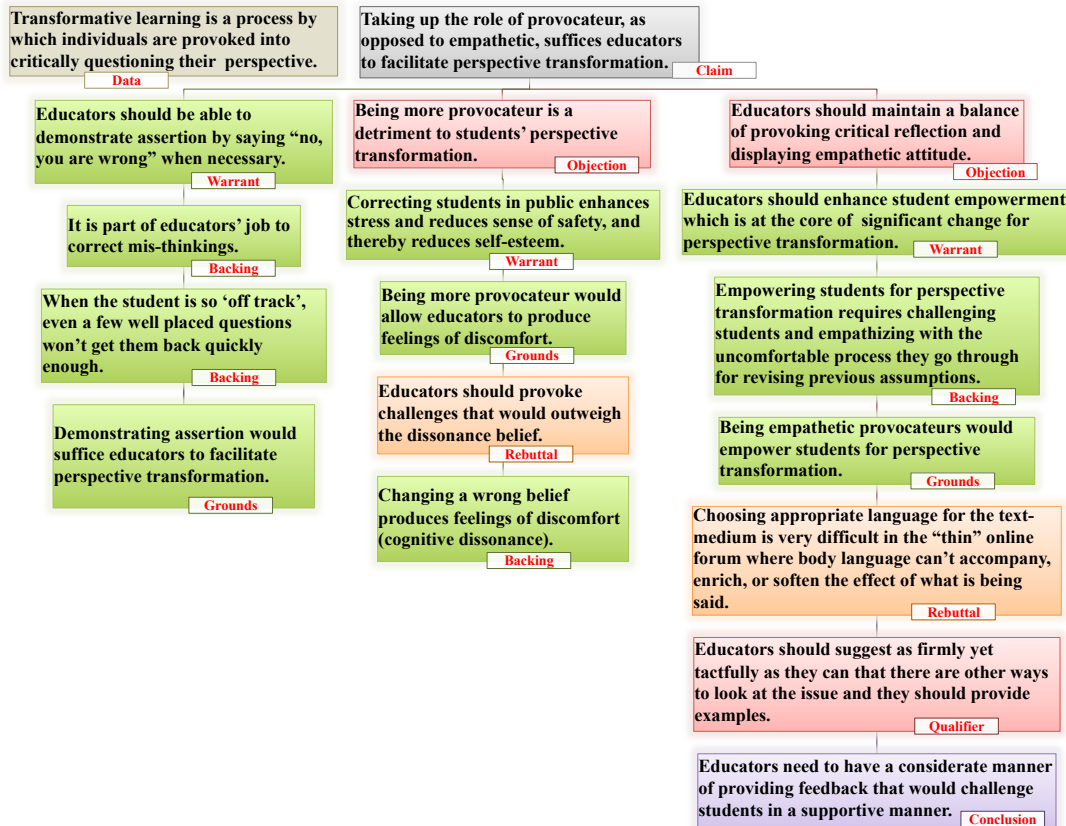 Transformative learning is a process by
which individuals are provoked into
critically questioning their perspective.
Data
Taking up the role of provocateur, as
opposed to empathetic, suffices educators
to facilitate perspective transformation.
Claim
Educators should be able to
demonstrate assertion by saying “no,
you are wrong” when necessary.
Warrant
It is part of educators’ job to
correct mis-thinkings.
Backing
When the student is so ‘off track’,
even a few well placed questions
won’t get them back quickly
enough.
Backing
Demonstrating assertion would
suffice educators to facilitate
perspective transformation.
Grounds
Being more provocateur is a
detriment to students’ perspective
transformation.
Objection
Correcting students in public enhances
stress and reduces sense of safety, and
thereby reduces self-esteem.
Warrant
Being more provocateur would
allow educators to produce
feelings of discomfort.
Grounds
Educators should provoke
challenges that would outweigh
the dissonance belief.
Rebuttal
Changing a wrong belief
produces feelings of discomfort
(cognitive dissonance).
Backing
Educators should maintain a balance
of provoking critical reflection and
displaying empathetic attitude.
Objection
Educators should enhance student empowerment
which is at the core of significant change for
perspective transformation.
Warrant
Empowering students for perspective
transformation requires challenging
students and empathizing with the
uncomfortable process they go through
for revising previous assumptions.
Backing
Being empathetic provocateurs would
empower students for perspective
transformation.
Grounds
Choosing appropriate language for the text-
medium is very difficult in the “thin” online
forum where body language can’t accompany,
enrich, or soften the effect of what is being
said.
Rebuttal
Educators should suggest as firmly yet
tactfully as they can that there are other ways
to look at the issue and they should provide
examples.
Qualifier
Educators need to have a considerate manner
of providing feedback that would challenge
students in a supportive manner.
Conclusion